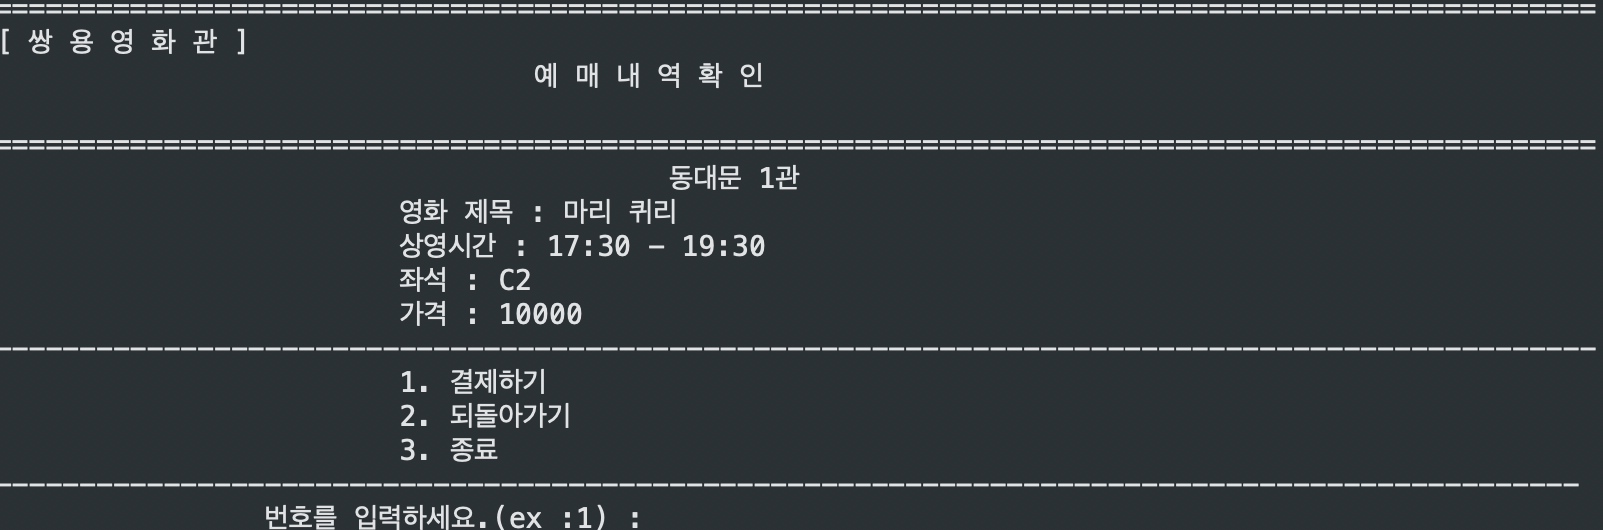 [ 쌍 용 영 화 관 ]
예 매 내 역 확 인
동대문 1관
영화 제목 : 마리 퀴리
상영시간 : 17:30 – 19:30
좌석 : C2
가격 : 10000
1. 결제하기
2. 되돌아가기
3. 종료
번호를 입력하세요.(ex :1) :